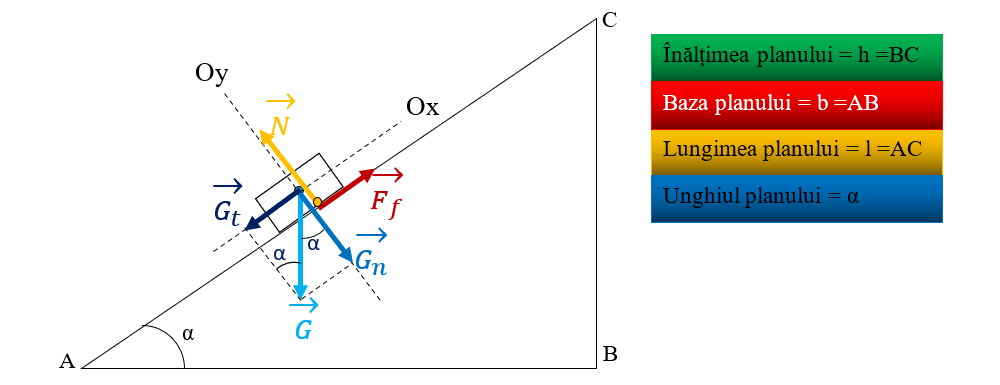 C
Înălțimea planului = h =BC
Baza planului = b =AB
Lungimea planului = l =AC
Unghiul planului = α
Oy
Ox
N
F_f
G_t
α
α
G_n
G
α
A
B